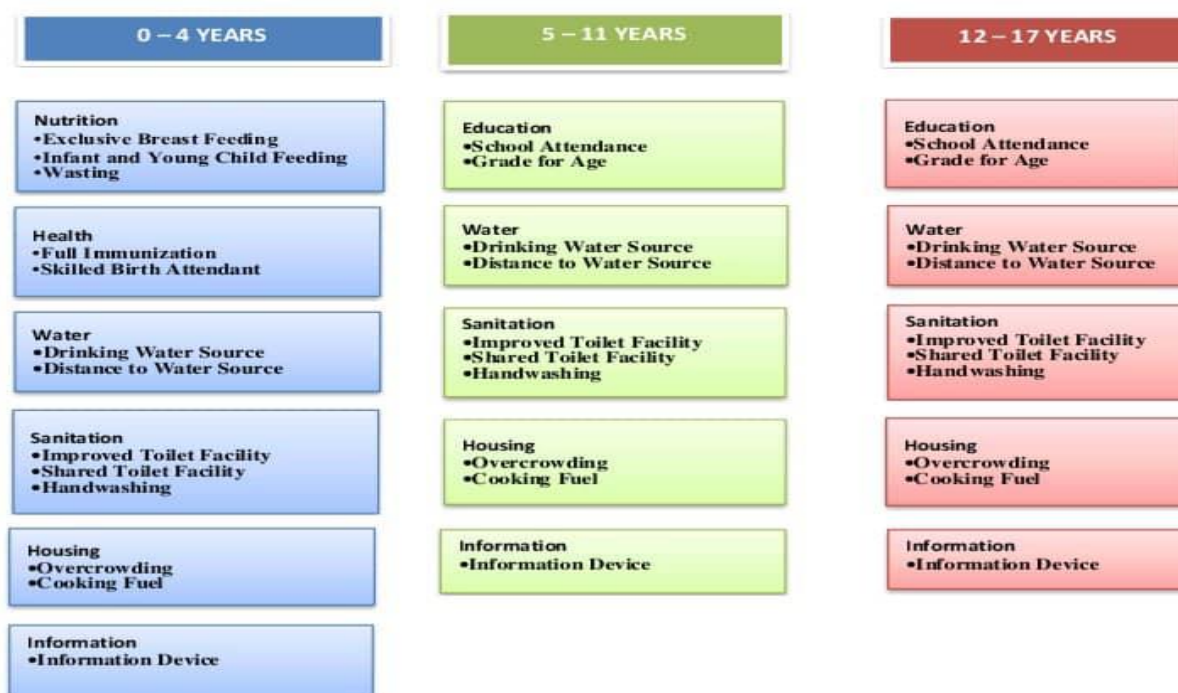 0 – 4 YEARS
Nutrition
•Exclusive Breast Feeding
•Infant and Young Child Feeding
•Wasting
Health
•Full Immunization
•Skilled Birth Attendant
Water
•Drinking Water Source
•Distance to Water Source
Sanitation
•Improved Toilet Facility
•Shared Toilet Facility
•Handwashing
Housing
•Overcrowding
•Cooking Fuel
Information
•Information Device
5 – 11 YEARS
Education
•School Attendance
•Grade for Age
Water
•Drinking Water Source
•Distance to Water Source
Sanitation
•Improved Toilet Facility
•Shared Toilet Facility
•Handwashing
Housing
•Overcrowding
•Cooking Fuel
Information
•Information Device
12 – 17 YEARS
Education
•School Attendance
•Grade for Age
Water
•Drinking Water Source
•Distance to Water Source
Sanitation
•Improved Toilet Facility
•Shared Toilet Facility
•Handwashing
Housing
•Overcrowding
•Cooking Fuel
Information
•Information Device